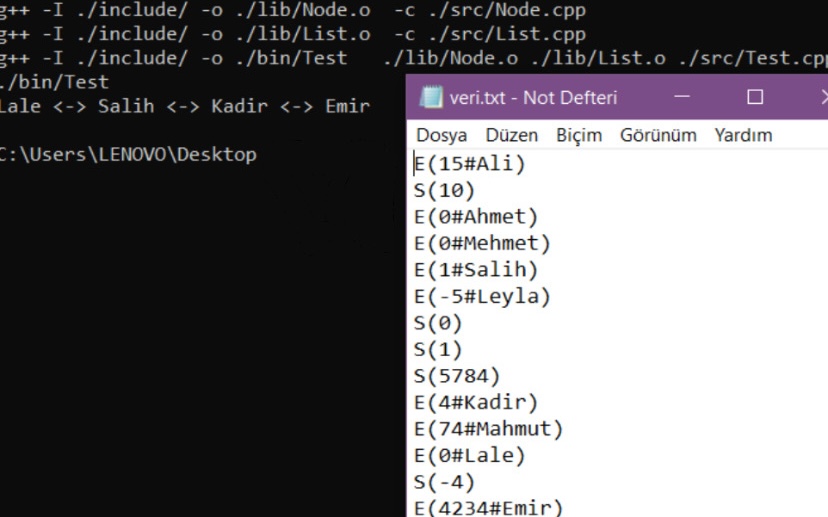 g++ -I ./include/ -o ./lib/Node.o -c ./src/Node.cpp
g++ -I ./include/ -o ./lib/List.o -c ./src/List.cpp
g++ -I ./include/ -o ./bin/Test ./lib/Node.o ./lib/List.o ./src/Test.cpp
./bin/Test
Lale <-> Salih <-> Kadir <-> Emir
C:\Users\LENOVO\Desktop
veri.txt - Not Defteri
Dosya Düzen Biçim Görünüm Yardım
E(15#Ali)
S(10)
E(0#Ahmet)
E(0#Mehmet)
E(1#Salih)
E(-5#Leyla)
S(0)
S(1)
S(5784)
E(4#Kadir)
E(74#Mahmut)
E(0#Lale)
S(-4)
E(4234#Emir)